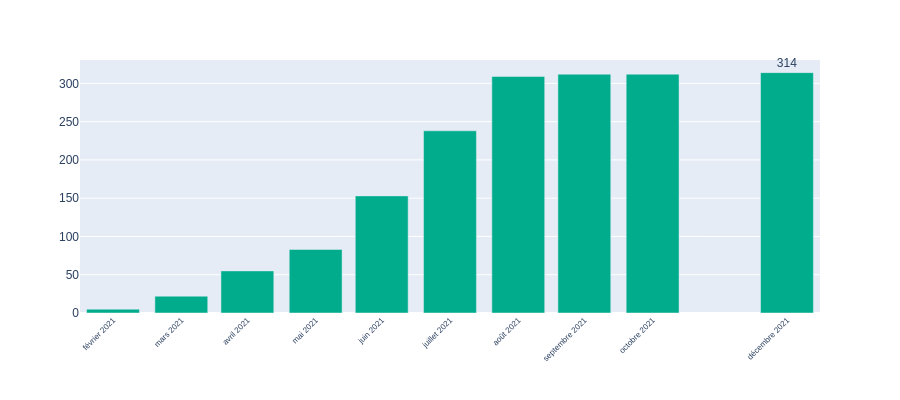 314
300
250
200
150
100
50
0
février 2021
mars 2021
avril 2021
mai 2021
juin 2021
juillet 2021
août 2021
septembre 2021
octobre 2021
décembre 2021